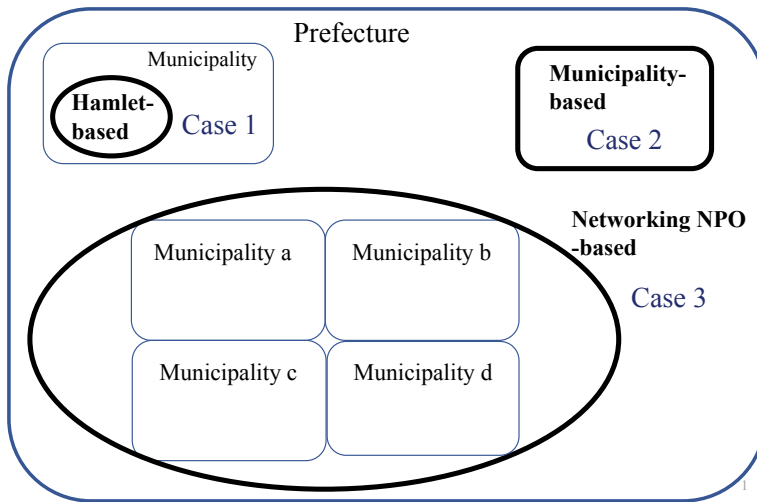 Prefecture
Municipality
Hamlet-
based
Case 1
Municipality-
based
Case 2
Networking NPO
-based
Case 3
Municipality a
Municipality b
Municipality c
Municipality d
1